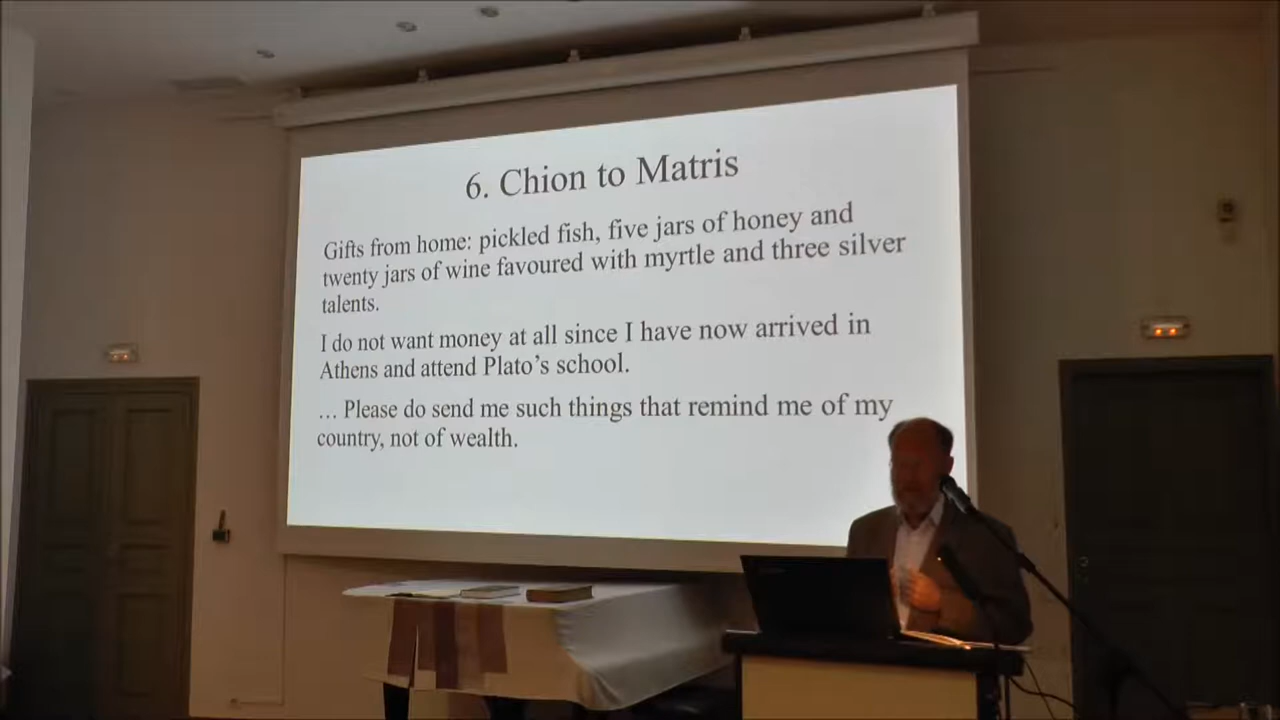 6. Chion to Matris
Gifts from home: pickled fish, five jars of honey and
twenty jars of wine favoured with myrtle and three silver
talents.
I do not want money at all since I have now arrived in
Athens and attend Plato’s school.
… Please do send me such things that remind me of my
country, not of wealth.